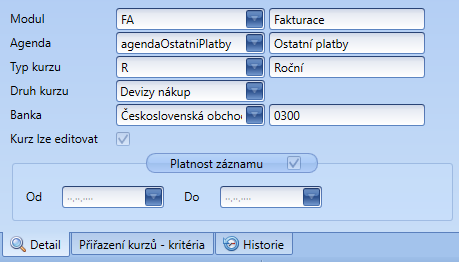 Modul FA Fakturace
Agenda agendaOstatniPlatby Ostatní platby
Typ kurzu R Roční
Druh kurzu Devizy nákup
Banka Československá obcho 0300
Kurz lze editovat
Platnost záznamu
Od ..,..,.... Do ..,..,....
Detail Přiřazení kurzů - kritéria Historie